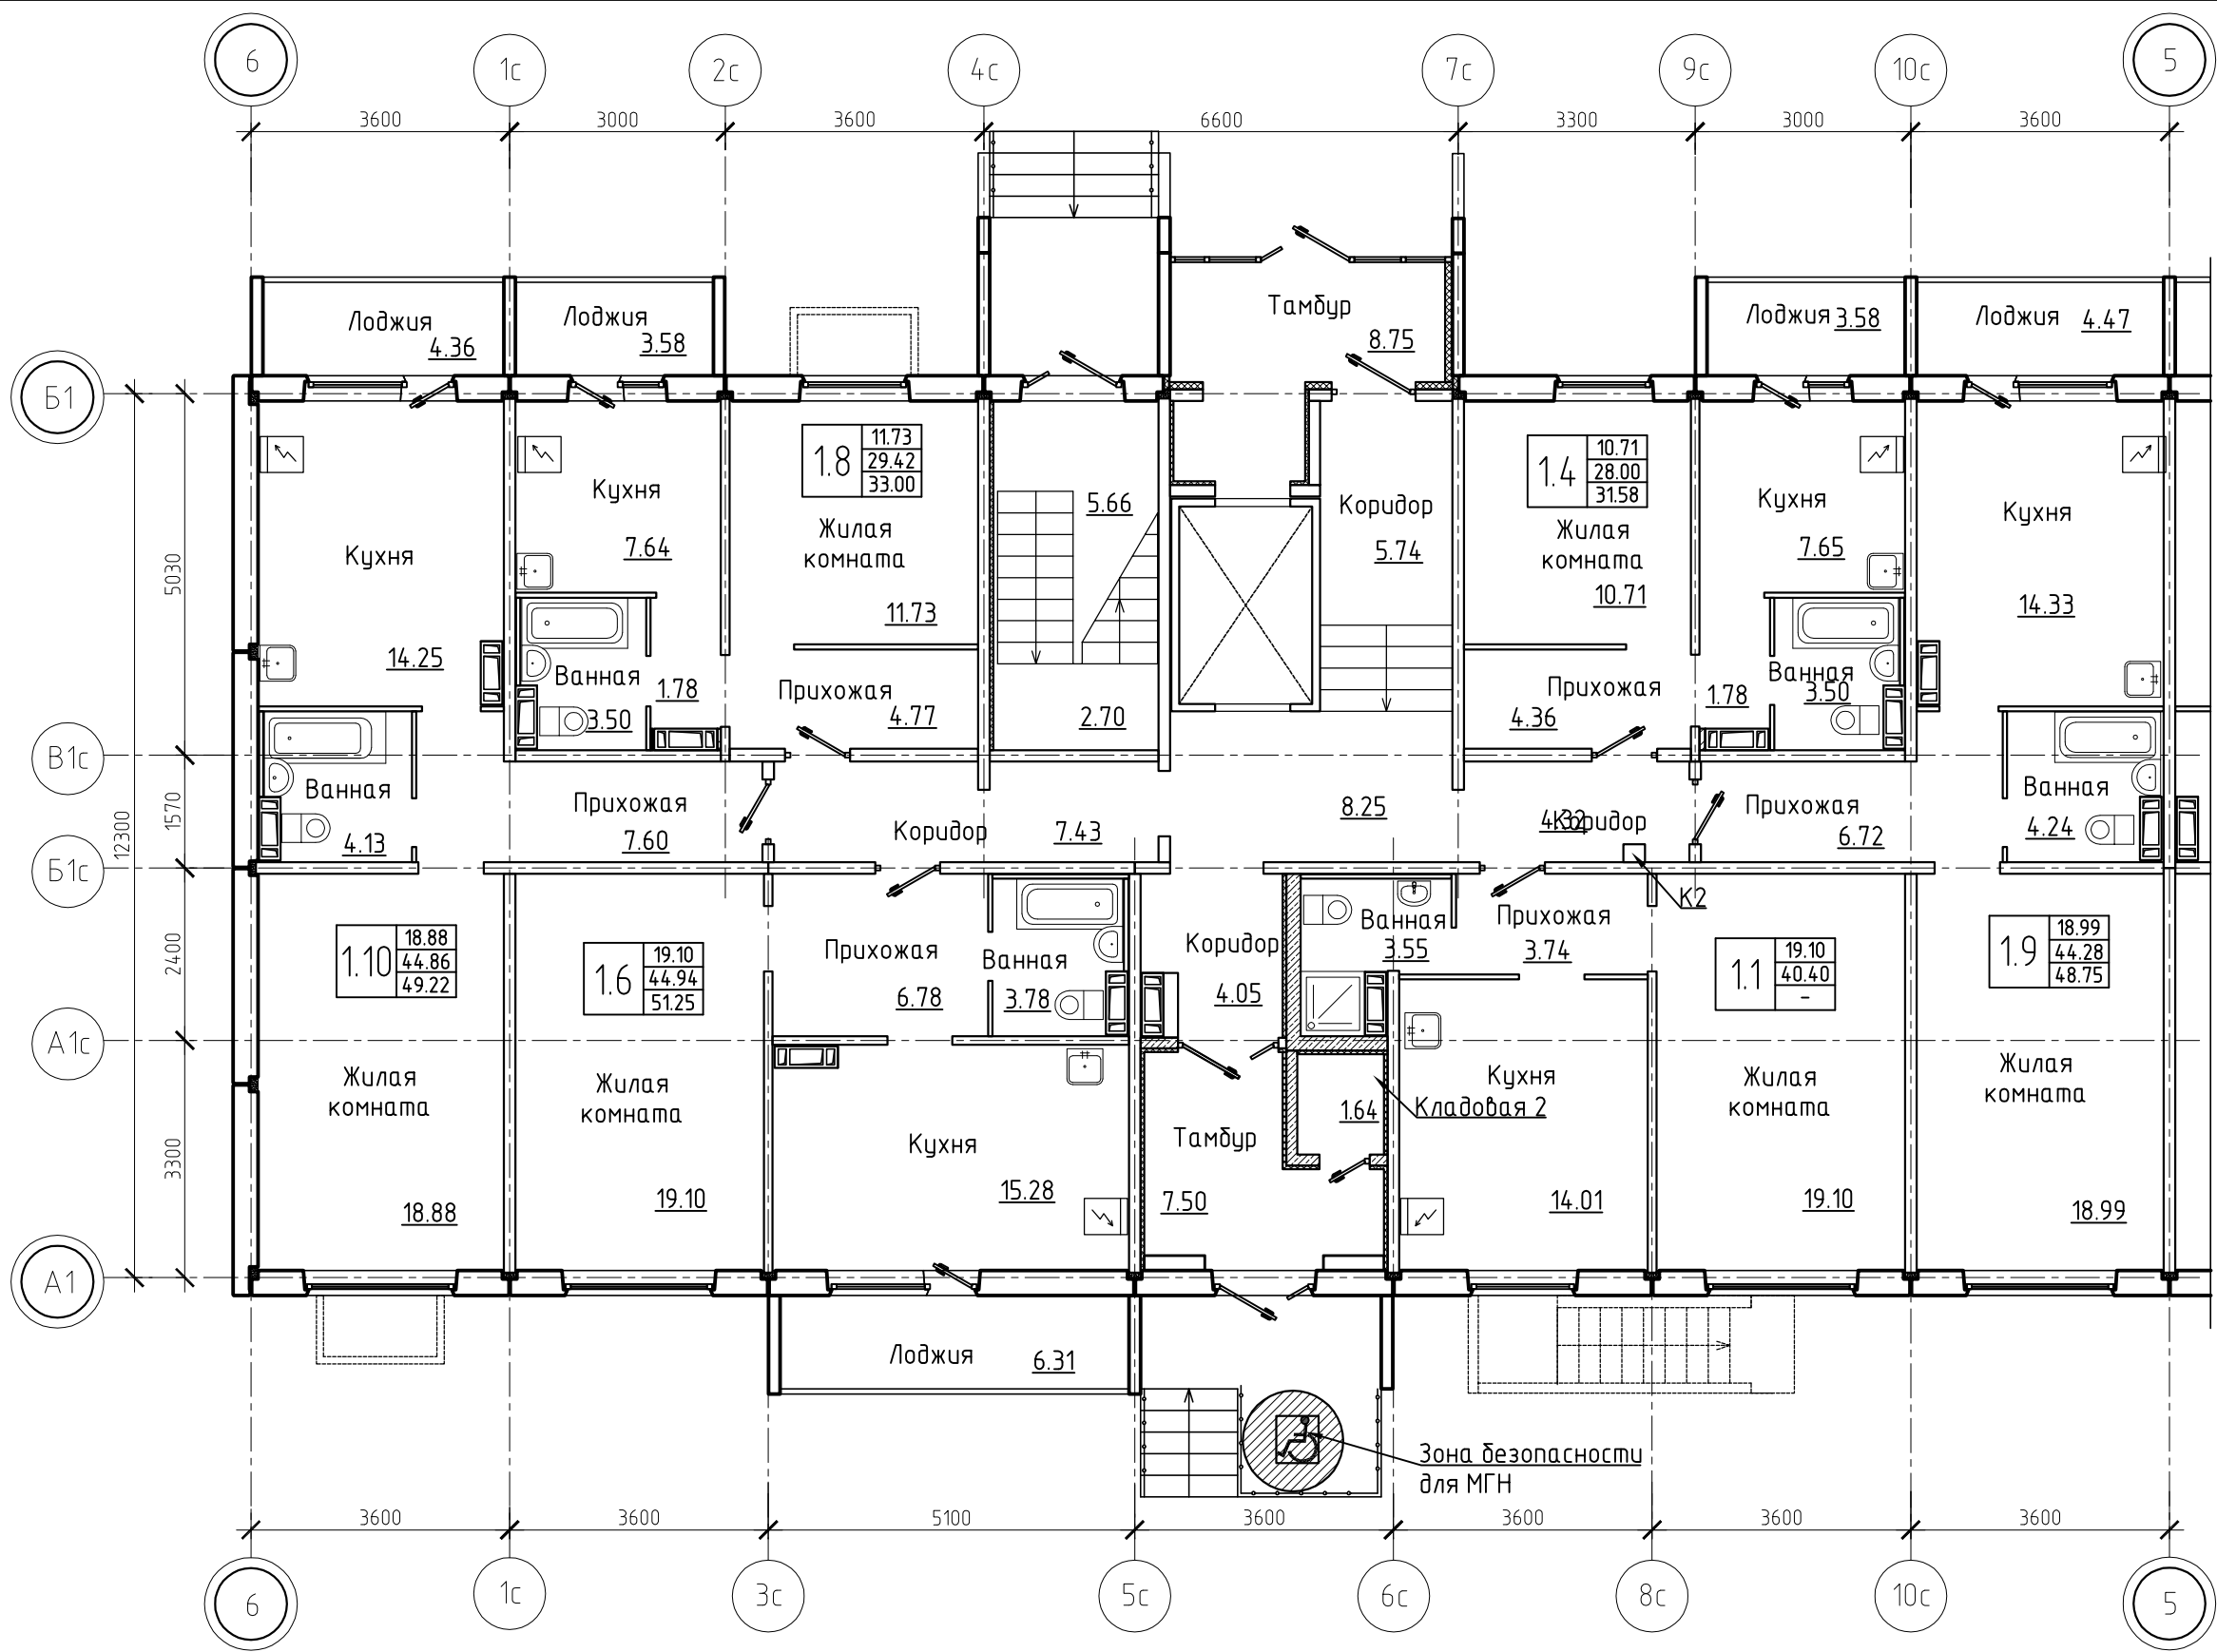 6 1с 2с 4с 7с 9с 10с 5
3600 3000 3600 6600 3300 3000 3600
Тамбур
8.75
Лоджия
4.36
Лоджия
3.58
Лоджия 3.58
Лоджия 4.47
Б1
1.8
11.73
29.42
33.00
1.4
10.71
28.00
31.58
Кухня
14.25
Кухня
7.64
Жилая
комната
11.73
5.66
Коридор
5.74
Жилая
комната
10.71
Кухня
7.65
Кухня
14.33
5030
Ванная
3.50
1.78
Прихожая
4.77
2.70
Прихожая
4.36
1.78
Ванная
3.50
В1с
Ванная
4.13
Прихожая
7.60
Коридор
7.43
8.25
4.32
Коридор
Прихожая
6.72
Ванная
4.24
1570
12300
Б1с
К2
1.10
18.88
44.86
49.22
1.6
19.10
44.94
51.25
Прихожая
6.78
Ванная
3.78
Коридор
4.05
Ванная
3.55
Прихожая
3.74
1.1
19.10
40.40
-
1.9
18.99
44.28
48.75
2400
А1с
Жилая
комната
18.88
Жилая
комната
19.10
Кухня
15.28
Тамбур
7.50
1.64
Кладовая 2
Кухня
14.01
Жилая
комната
19.10
Жилая
комната
18.99
3300
А1
Лоджия 6.31
Зона безопасности
для МГН
3600 3600 5100 3600 3600 3600 3600
6 1с 3с 5с 6с 8с 10с 5